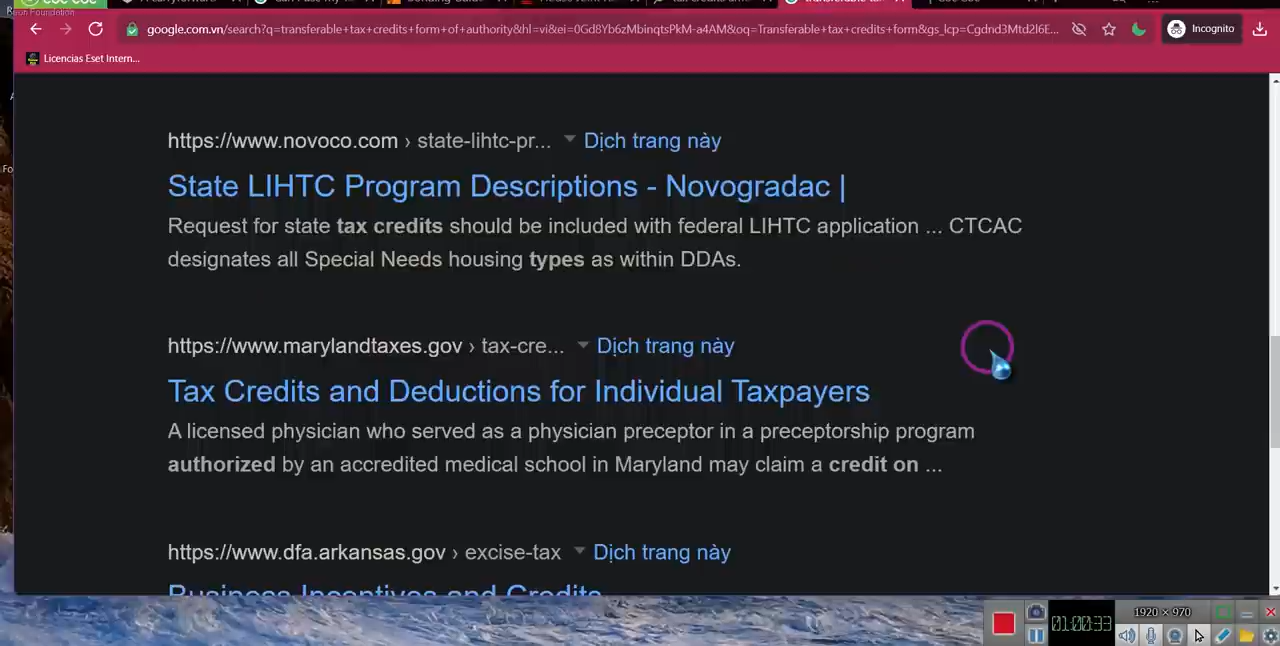 google.com.vn/search?q=transferable+tax+credits+form+of+authority&hl=vi&ei=0Gd8Yb6zMbinqtsPkM-a4AM&oq=Transferable+tax+credits+form&gs_lcp=Cgdnd3Mtd2l6E...
Incognito
Licencias Eset Intern...
https://www.novoco.com › state-lihtc-pr... Dịch trang này
State LIHTC Program Descriptions - Novogradac |
Request for state tax credits should be included with federal LIHTC application ... CTCAC
designates all Special Needs housing types as within DDAs.
https://www.marylandtaxes.gov › tax-cre... Dịch trang này
Tax Credits and Deductions for Individual Taxpayers
A licensed physician who served as a physician preceptor in a preceptorship program
authorized by an accredited medical school in Maryland may claim a credit on ...
https://www.dfa.arkansas.gov › excise-tax Dịch trang này
Business Incentives and Credits
01:00:33
1920 × 970